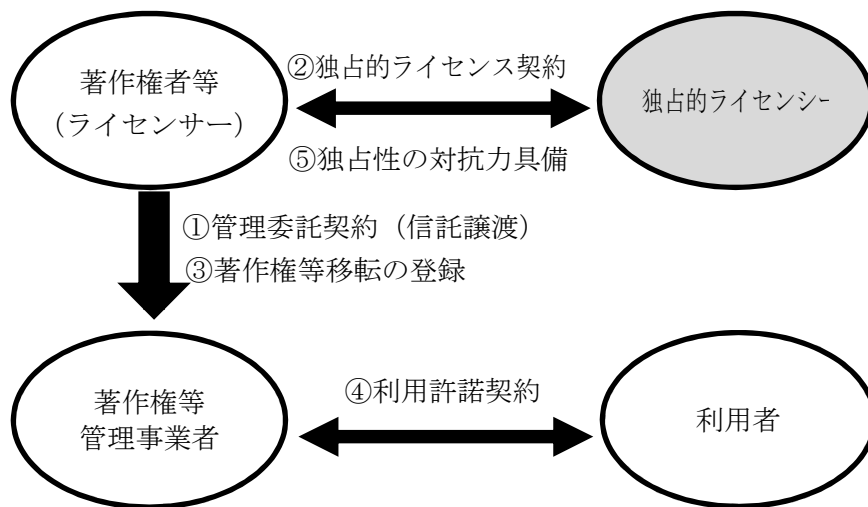 著作権者等
（ライセンサー）
②独占的ライセンス契約
⑤独占性の対抗力具備
独占的ライセンシー
①管理委託契約（信託譲渡）
③著作権等移転の登録
著作権等
管理事業者
④利用許諾契約
利用者